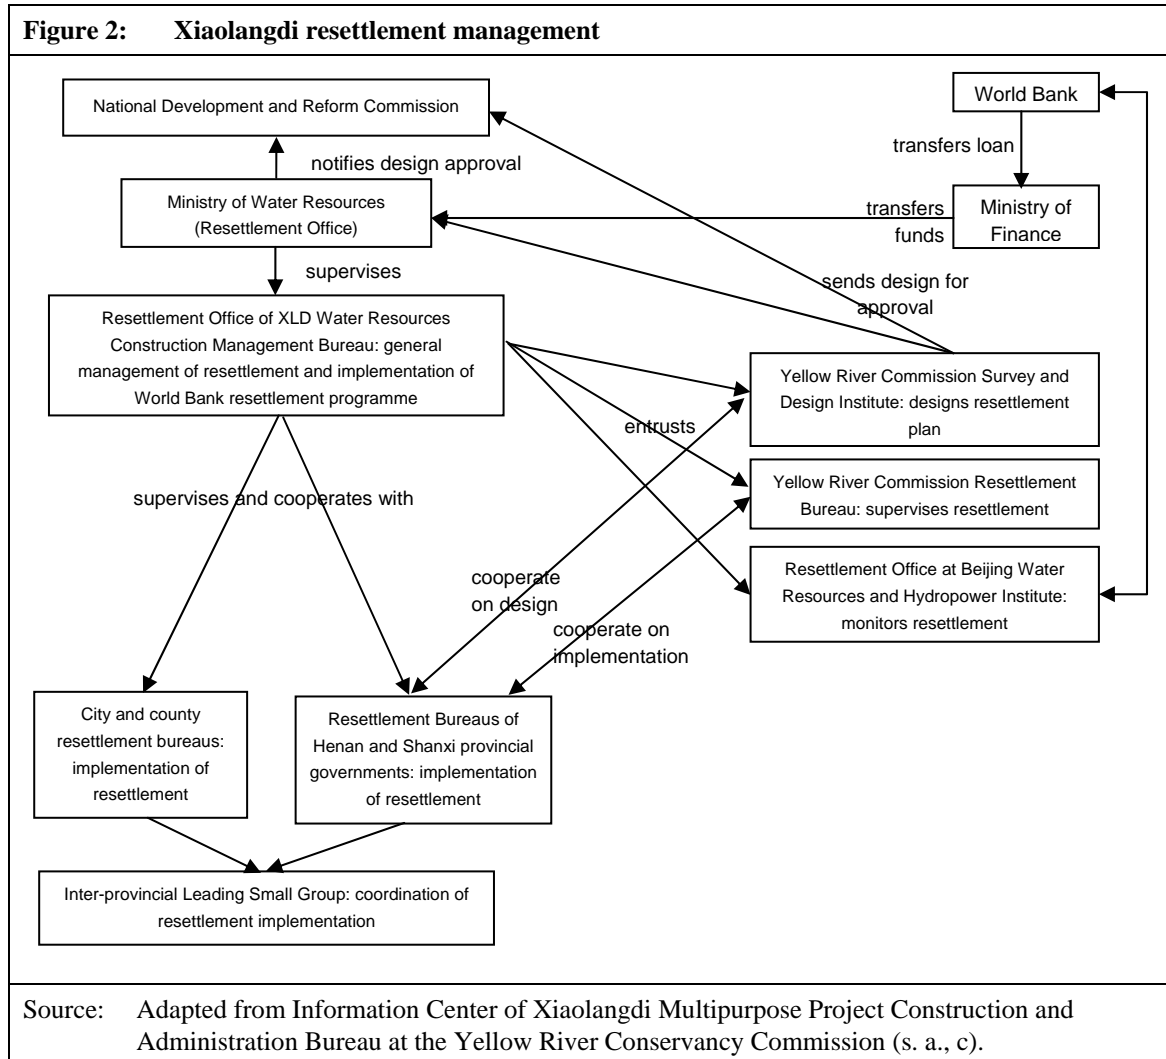 Figure 2: Xiaolangdi resettlement management
National Development and Reform Commission
World Bank
transfers loan
notifies design approval
Ministry of Water Resources
(Resettlement Office)
transfers
funds
Ministry of
Finance
supervises
sends design for
approval
Resettlement Office of XLD Water Resources
Construction Management Bureau: general
management of resettlement and implementation of
World Bank resettlement programme
Yellow River Commission Survey and
Design Institute: designs resettlement
plan
entrusts
Yellow River Commission Resettlement
Bureau: supervises resettlement
supervises and cooperates with
Resettlement Office at Beijing Water
Resources and Hydropower Institute:
monitors resettlement
cooperate
on design
cooperate on
implementation
City and county
resettlement bureaus:
implementation of
resettlement
Resettlement Bureaus of
Henan and Shanxi provincial
governments: implementation
of resettlement
Inter-provincial Leading Small Group: coordination of
resettlement implementation
Source: Adapted from Information Center of Xiaolangdi Multipurpose Project Construction and
Administration Bureau at the Yellow River Conservancy Commission (s. a., c).